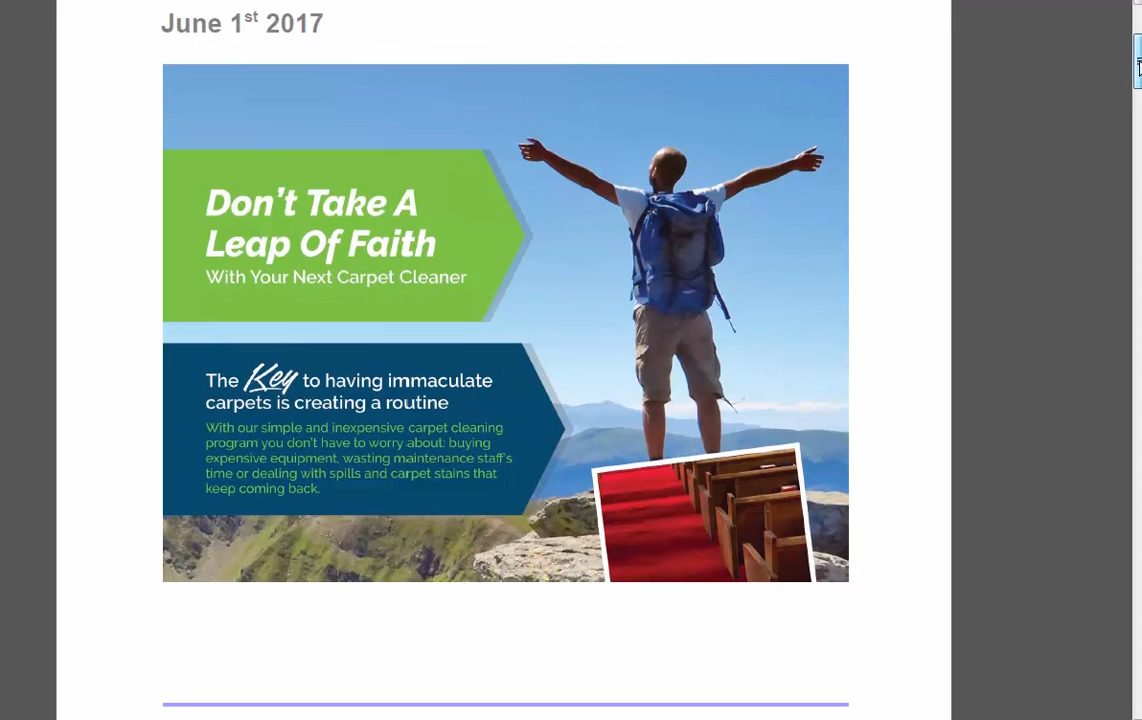 June 1st 2017
Don't Take A
Leap Of Faith
With Your Next Carpet Cleaner
The Key to having immaculate
carpets is creating a routine
With our simple and inexpensive carpet cleaning
program you don't have to worry about: buying
expensive equipment, wasting maintenance staff's
time or dealing with spills and carpet stains that
keep coming back.